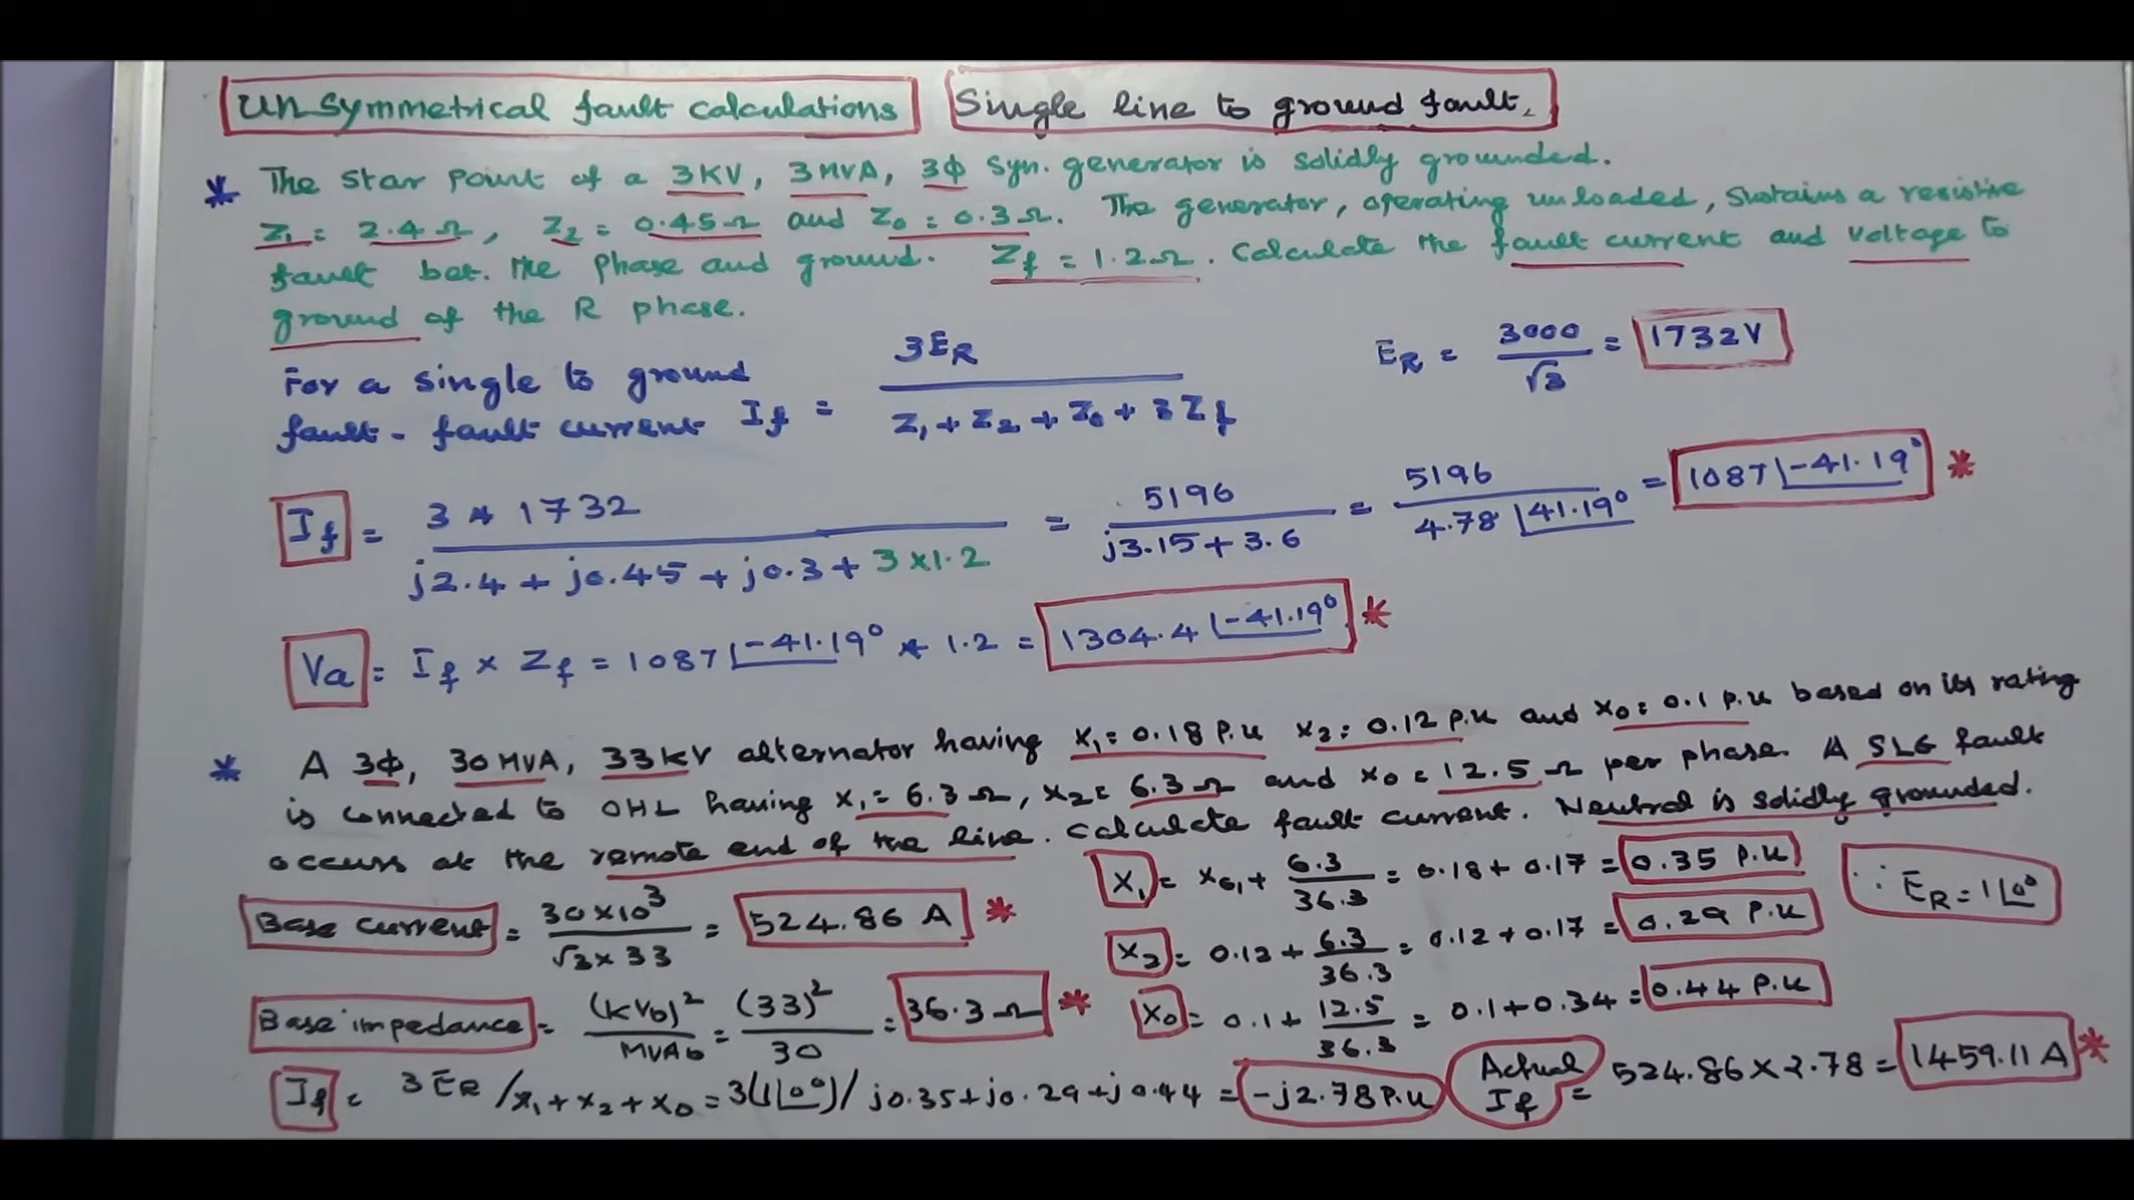 Unsymmetrical fault calculations Single line to ground fault.
* The star point of a 3KV, 3MVA, 3ϕ syn. generator is solidly grounded.
Z₁ = 2.4Ω, Z₂ = 0.45Ω and Z₀ = 0.3Ω. The generator, operating unloaded, sustains a resistive
fault bet. the phase and ground. Zf = 1.2Ω. Calculate the fault current and voltage to
ground of the R phase.
For a single to ground
fault - fault current If = 3ER / Z₁ + Z₂ + Z₀ + 3Zf
ER = 3000/√3 = 1732V
If = 3 * 1732 / j2.4 + j0.45 + j0.3 + 3×1.2 = 5196 / j3.15 + 3.6 = 5196 / 4.78 ∠41.19° = 1087 ∠-41.19° *
Va = If × Zf = 1087 ∠-41.19° * 1.2 = 1304.4 ∠-41.19° *
* A 3ϕ, 30MVA, 33KV alternator having X₁ = 0.18 P.u X₂ = 0.12 P.u and X₀ = 0.1 P.u based on its rating
is connected to OHL having X₁ = 6.3Ω, X₂ = 6.3Ω and X₀ = 12.5Ω per phase. A SLG fault
occurs at the remote end of the line. Calculate fault current. Neutral is solidly grounded.
Base current = 30×10³ / √3×33 = 524.86 A *
Base impedance = (KVb)² / MVAb = (33)² / 30 = 36.3Ω *
X₁ = XG₁ + 6.3/36.3 = 0.18 + 0.17 = 0.35 P.u
X₂ = 0.12 + 6.3/36.3 = 0.12 + 0.17 = 0.29 P.u
X₀ = 0.1 + 12.5/36.3 = 0.1 + 0.34 = 0.44 P.u
∵ ER = 1∠0°
If = 3ER / X₁ + X₂ + X₀ = 3(1∠0°) / j0.35 + j0.29 + j0.44 = -j2.78 P.u
Actual If = 524.86 × 2.78 = 1459.11 A *